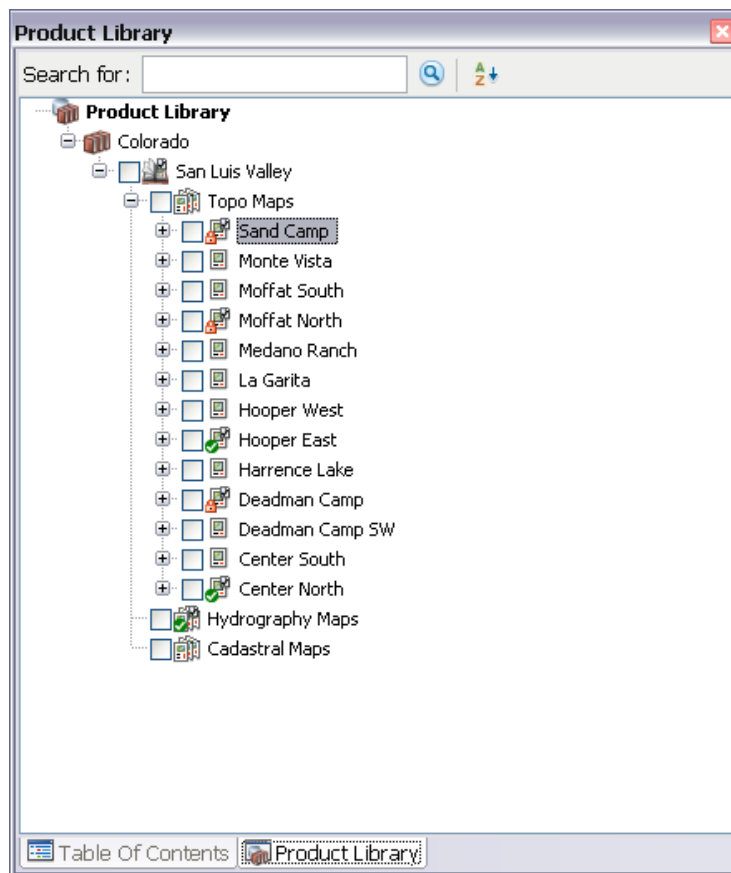 Product Library
Search for:
A
Z
Product Library
Colorado
San Luis Valley
Topo Maps
Sand Camp
Monte Vista
Moffat South
Moffat North
Medano Ranch
La Garita
Hooper West
Hooper East
Harrence Lake
Deadman Camp
Deadman Camp SW
Center South
Center North
Hydrography Maps
Cadastral Maps
Table Of Contents Product Library